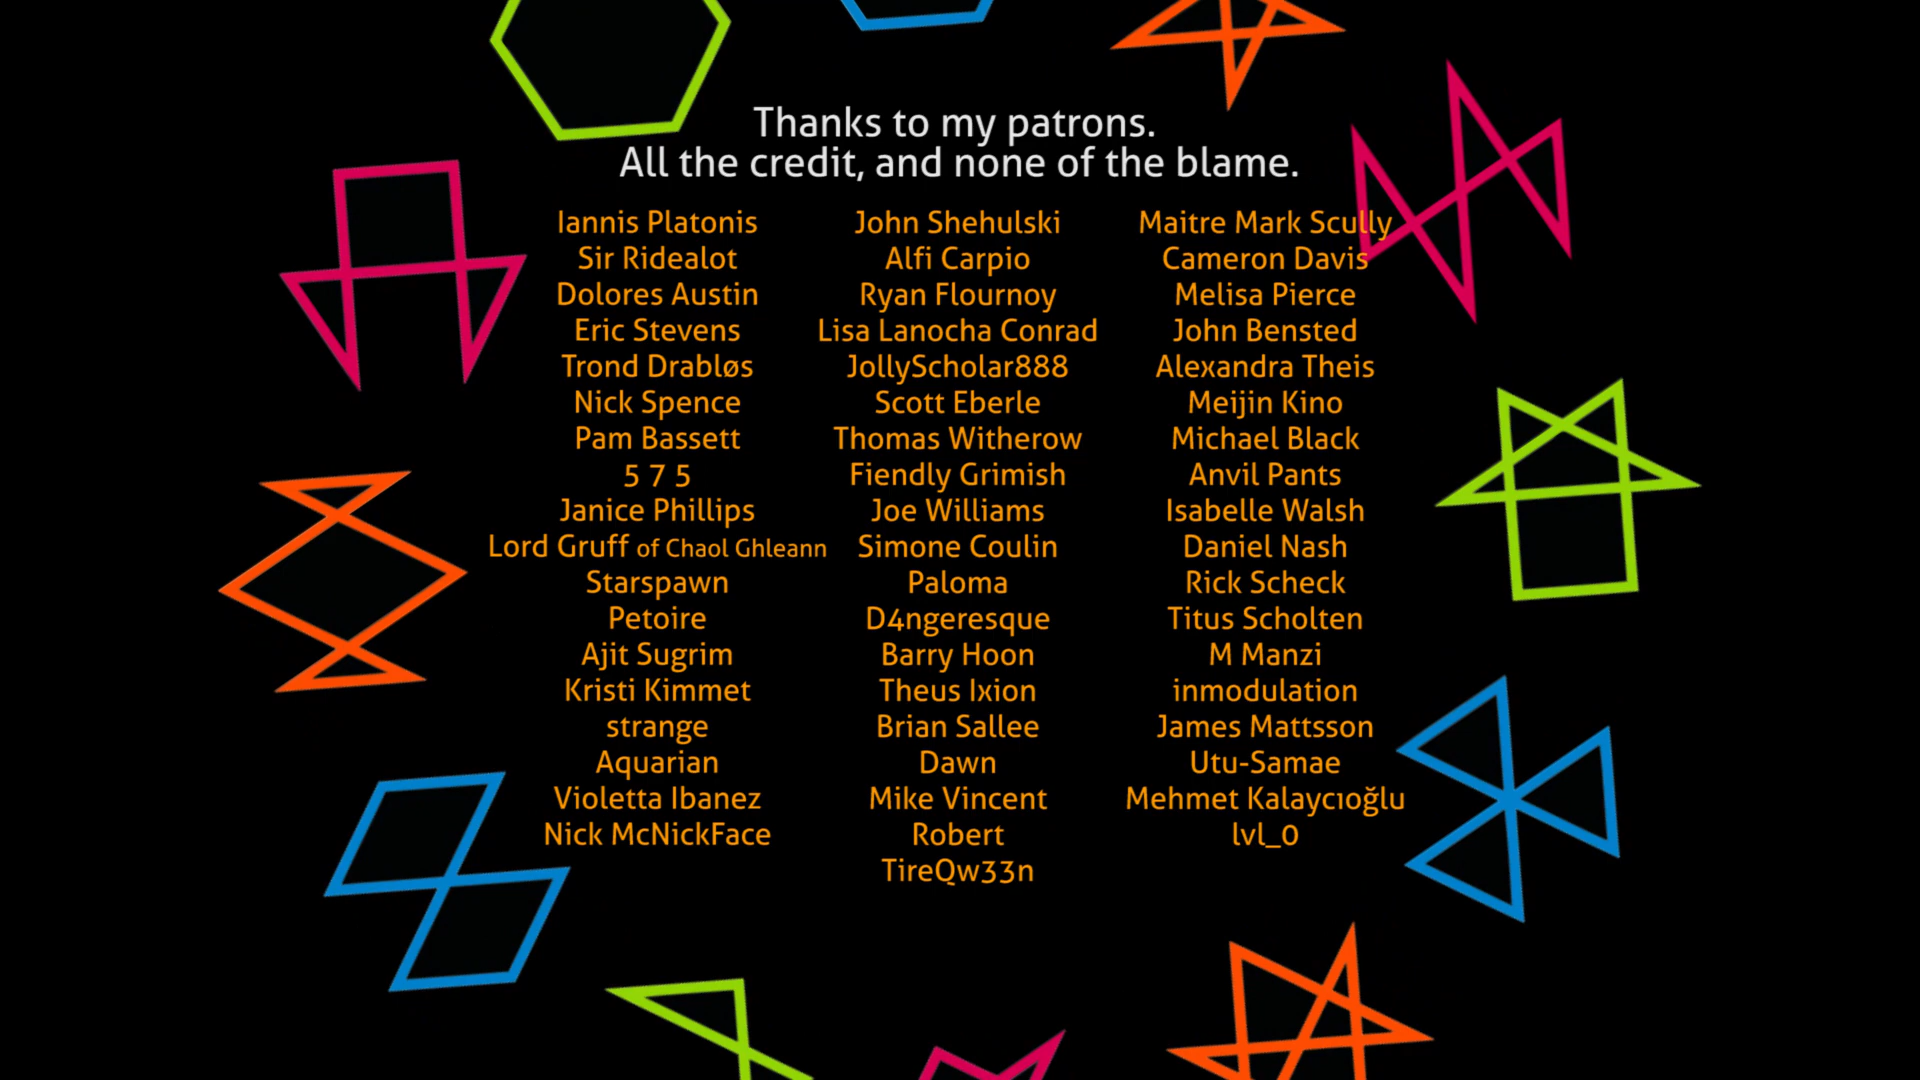 Thanks to my patrons.
All the credit, and none of the blame.
Iannis Platonis
Sir Ridealot
Dolores Austin
Eric Stevens
Trond Drabløs
Nick Spence
Pam Bassett
5 7 5
Janice Phillips
Lord Gruff of Chaol Ghleann
Starspawn
Petoire
Ajit Sugrim
Kristi Kimmet
strange
Aquarian
Violetta Ibanez
Nick McNickFace
John Shehulski
Alfi Carpio
Ryan Flournoy
Lisa Lanocha Conrad
JollyScholar888
Scott Eberle
Thomas Witherow
Fiendly Grimish
Joe Williams
Simone Coulin
Paloma
D4ngeresque
Barry Hoon
Theus Ixion
Brian Sallee
Dawn
Mike Vincent
Robert
TireQw33n
Maitre Mark Scully
Cameron Davis
Melisa Pierce
John Bensted
Alexandra Theis
Meijin Kino
Michael Black
Anvil Pants
Isabelle Walsh
Daniel Nash
Rick Scheck
Titus Scholten
M Manzi
inmodulation
James Mattsson
Utu-Samae
Mehmet Kalaycıoğlu
lvl_0